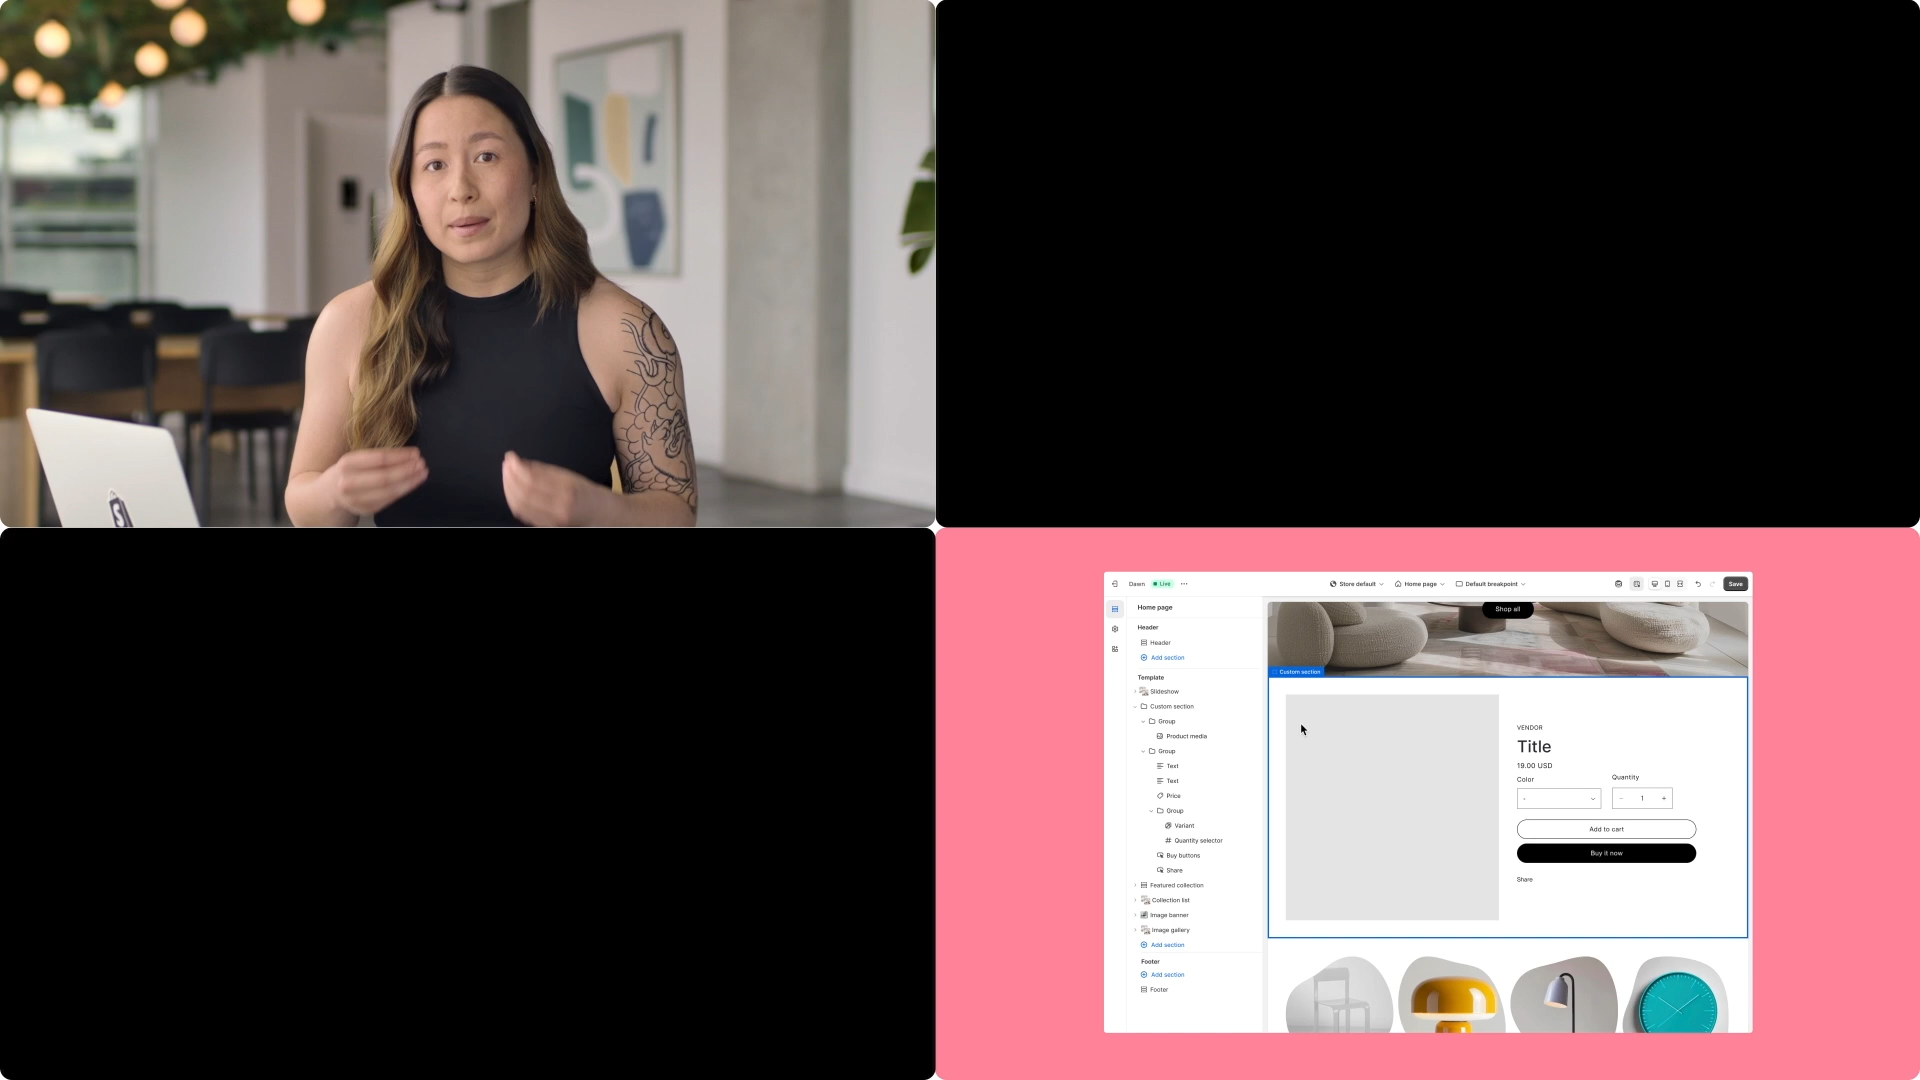 S
Dawn Live ... Store default Home page Default breakpoint Save
Home page
Header
Header
Add section
Template
Slideshow
Custom section
Group
Product media
Group
Text
Text
Price
Group
Variant
Quantity selector
Buy buttons
Share
Featured collection
Collection list
Image banner
Image gallery
Add section
Footer
Add section
Footer
Shop all
Custom section
VENDOR
Title
19.00 USD
Color Quantity
- − 1 +
Add to cart
Buy it now
Share